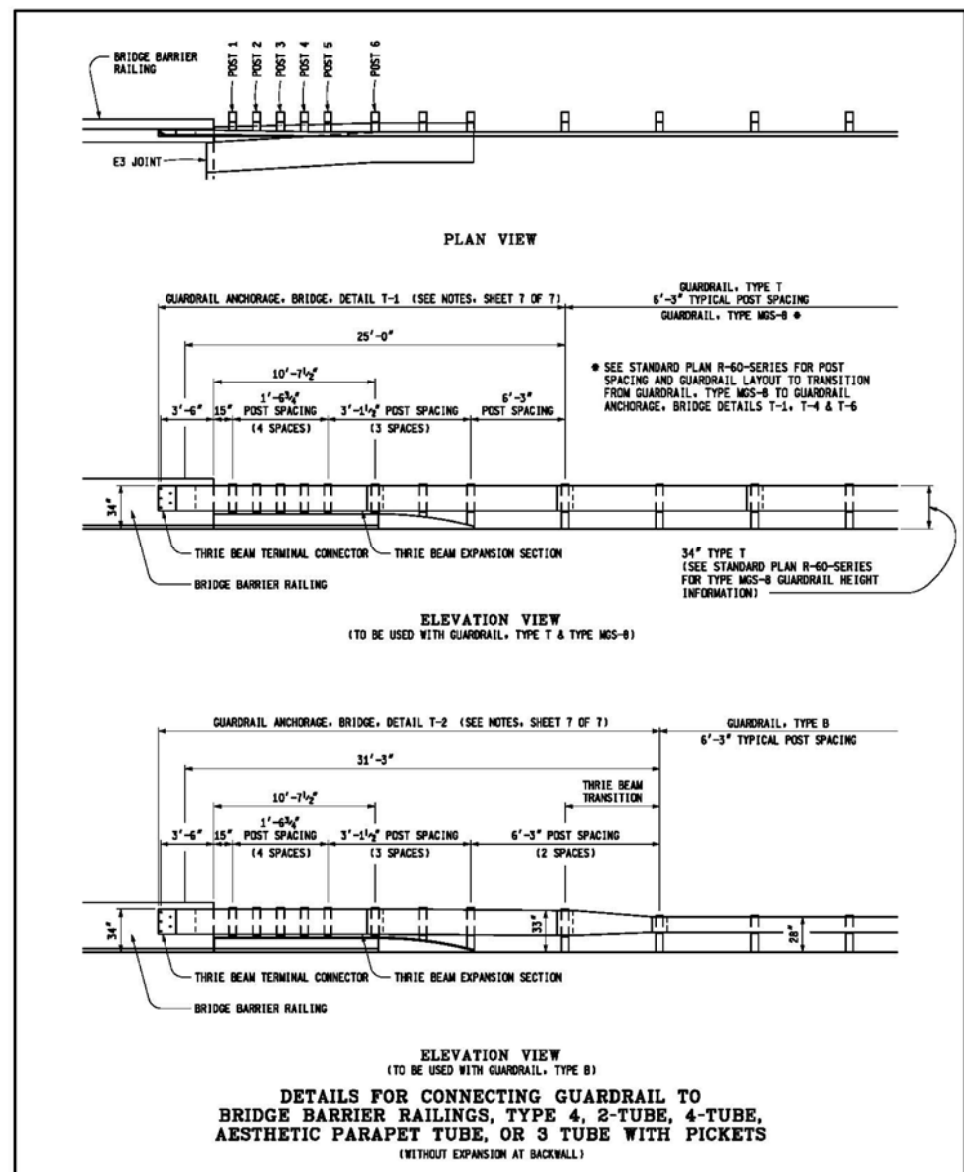 BRIDGE BARRIER
RAILING
POST 1
POST 2
POST 3
POST 4
POST 5
POST 6
E3 JOINT
PLAN VIEW
GUARDRAIL ANCHORAGE, BRIDGE, DETAIL T-1 (SEE NOTES, SHEET 7 OF 7)
GUARDRAIL, TYPE T
6'-3" TYPICAL POST SPACING
GUARDRAIL, TYPE MGS-8 *
25'-0"
10'-7½"
3'-6"
15"
1'-6¾"
POST SPACING
(4 SPACES)
3'-1½" POST SPACING
(3 SPACES)
6'-3"
POST SPACING
* SEE STANDARD PLAN R-60-SERIES FOR POST
SPACING AND GUARDRAIL LAYOUT TO TRANSITION
FROM GUARDRAIL, TYPE MGS-8 TO GUARDRAIL
ANCHORAGE, BRIDGE DETAILS T-1, T-4 & T-6
34"
THRIE BEAM TERMINAL CONNECTOR
THRIE BEAM EXPANSION SECTION
BRIDGE BARRIER RAILING
34" TYPE T
(SEE STANDARD PLAN R-60-SERIES
FOR TYPE MGS-8 GUARDRAIL HEIGHT
INFORMATION)
ELEVATION VIEW
(TO BE USED WITH GUARDRAIL, TYPE T & TYPE MGS-8)
GUARDRAIL ANCHORAGE, BRIDGE, DETAIL T-2 (SEE NOTES, SHEET 7 OF 7)
GUARDRAIL, TYPE B
6'-3" TYPICAL POST SPACING
31'-3"
THRIE BEAM
TRANSITION
10'-7½"
3'-6"
15"
1'-6¾"
POST SPACING
(4 SPACES)
3'-1½" POST SPACING
(3 SPACES)
6'-3" POST SPACING
(2 SPACES)
34"
33"
28"
THRIE BEAM TERMINAL CONNECTOR
THRIE BEAM EXPANSION SECTION
BRIDGE BARRIER RAILING
ELEVATION VIEW
(TO BE USED WITH GUARDRAIL, TYPE B)
DETAILS FOR CONNECTING GUARDRAIL TO
BRIDGE BARRIER RAILINGS, TYPE 4, 2-TUBE, 4-TUBE,
AESTHETIC PARAPET TUBE, OR 3 TUBE WITH PICKETS
(WITHOUT EXPANSION AT BACKWALL)